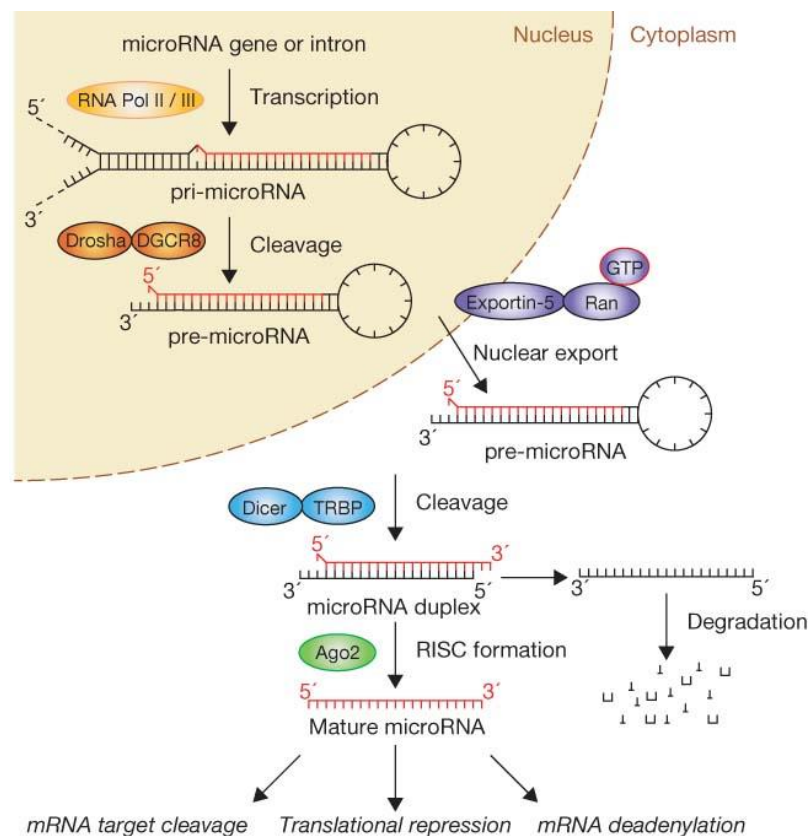 microRNA gene or intron
Nucleus
Cytoplasm
RNA Pol II / III
Transcription
5´
pri-microRNA
3´
Drosha
DGCR8
Cleavage
5´
3´
pre-microRNA
GTP
Exportin-5
Ran
Nuclear export
5´
3´
pre-microRNA
Dicer
TRBP
Cleavage
5´
3´
3´
5´
microRNA duplex
3´
5´
Degradation
Ago2
RISC formation
5´
3´
Mature microRNA
mRNA target cleavage
Translational repression
mRNA deadenylation